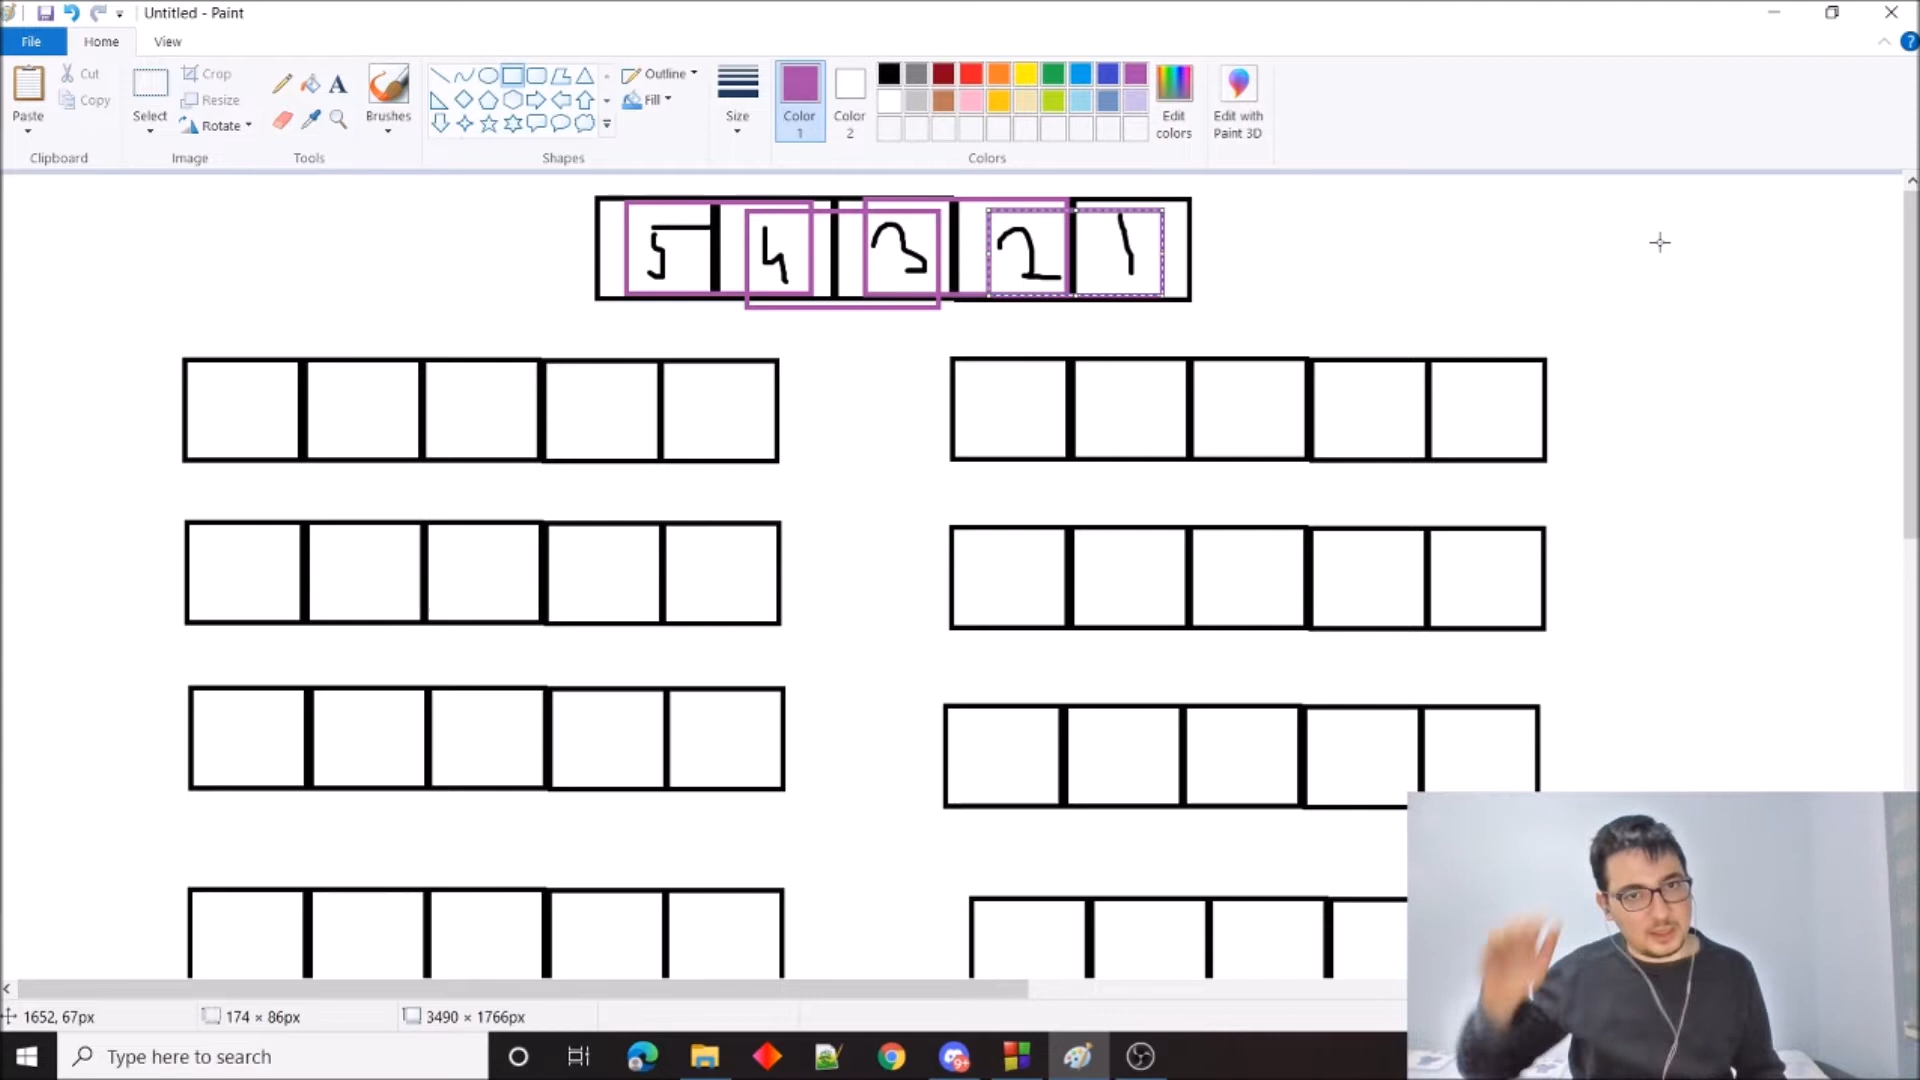 Untitled - Paint
File Home View
Paste
Cut
Copy
Clipboard
Select
Crop
Resize
Rotate
Image
Tools
Brushes
Shapes
Outline
Fill
Size
Color 1
Color 2
Colors
Edit colors
Edit with Paint 3D
5 4 3 2 1
1652, 67px 174 × 86px 3490 × 1766px
Type here to search
9+